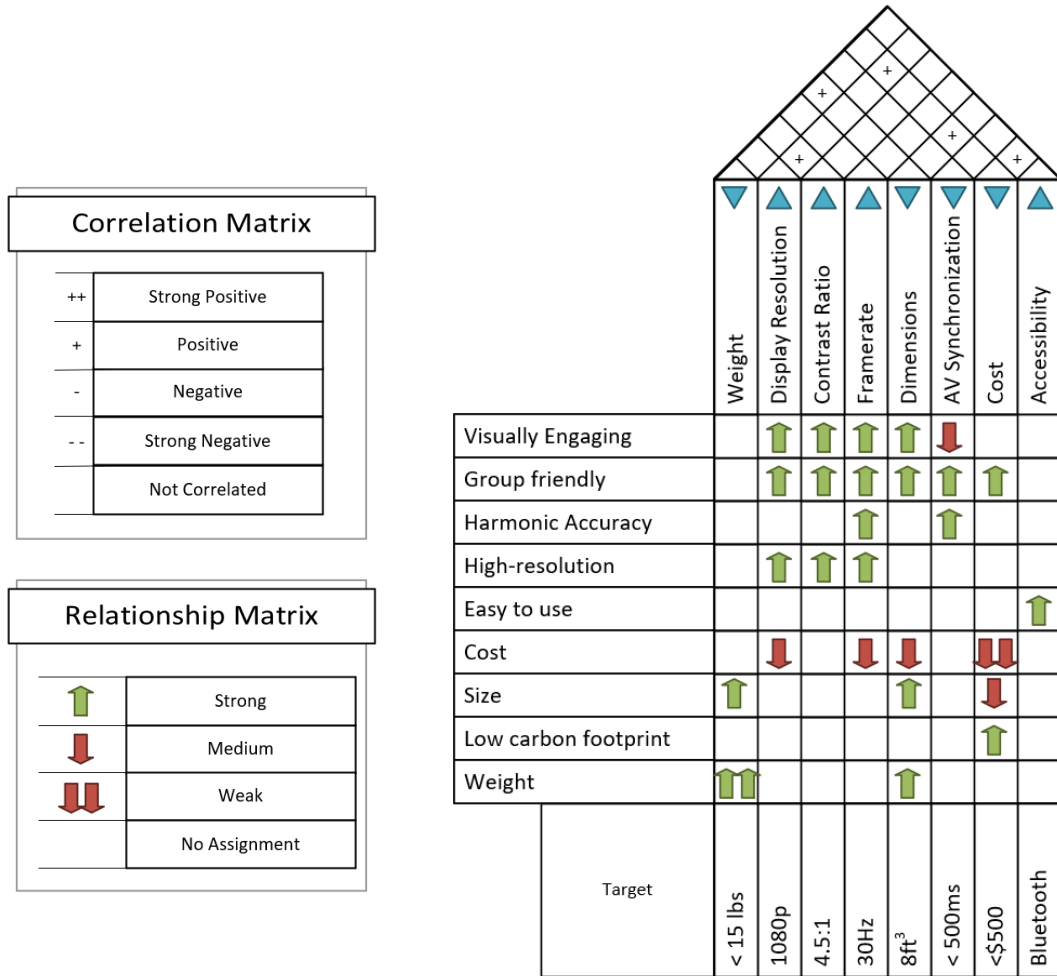 Correlation Matrix
++ Strong Positive
+ Positive
- Negative
- - Strong Negative
Not Correlated
Relationship Matrix
Strong
Medium
Weak
No Assignment
+
+
+
+
+
Weight
Display Resolution
Contrast Ratio
Framerate
Dimensions
AV Synchronization
Cost
Accessibility
Visually Engaging
Group friendly
Harmonic Accuracy
High-resolution
Easy to use
Cost
Size
Low carbon footprint
Weight
Target
< 15 lbs
1080p
4.5:1
30Hz
8ft³
< 500ms
<$500
Bluetooth